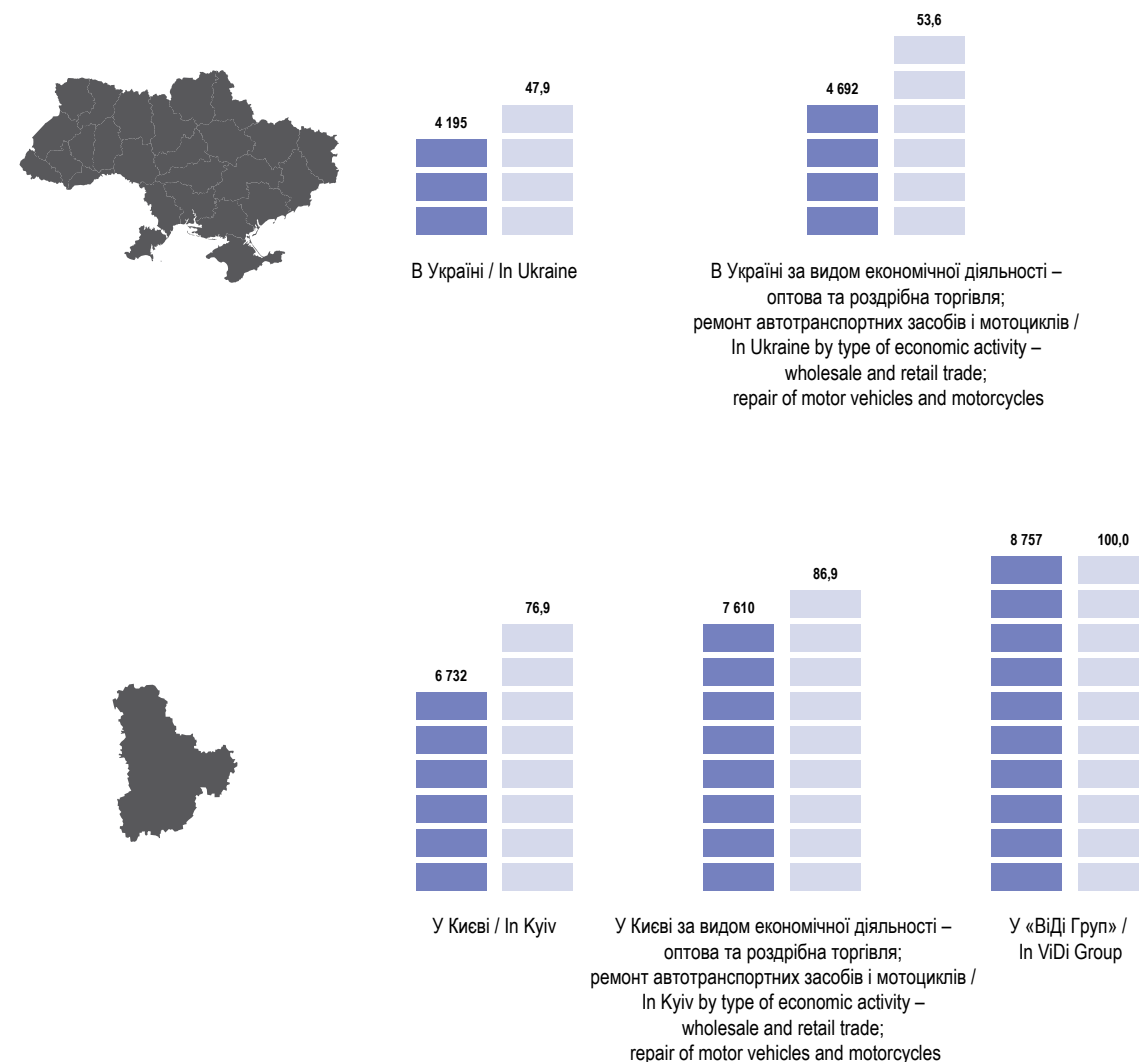 53,6
47,9
4 692
4 195
В Україні / In Ukraine
В Україні за видом економічної діяльності –
оптова та роздрібна торгівля;
ремонт автотранспортних засобів і мотоциклів /
In Ukraine by type of economic activity –
wholesale and retail trade;
repair of motor vehicles and motorcycles
8 757
100,0
86,9
76,9
7 610
6 732
У Києві / In Kyiv
У Києві за видом економічної діяльності –
оптова та роздрібна торгівля;
ремонт автотранспортних засобів і мотоциклів /
In Kyiv by type of economic activity –
wholesale and retail trade;
repair of motor vehicles and motorcycles
У «ВіДі Груп» /
In ViDi Group